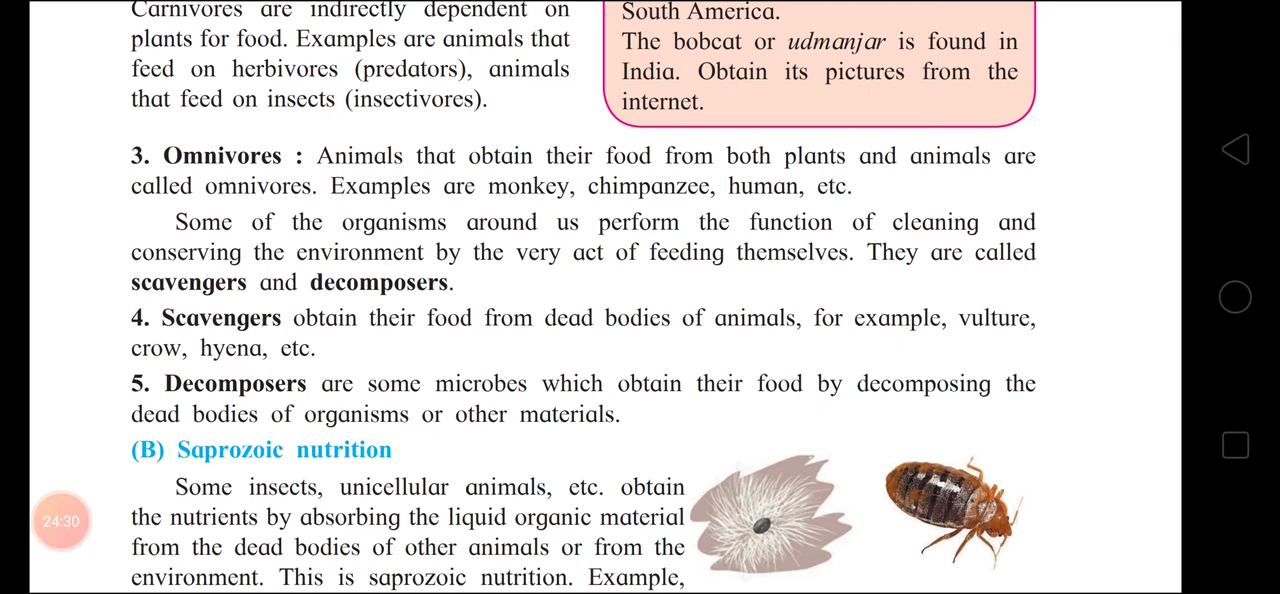 Carnivores are indirectly dependent on
plants for food. Examples are animals that
feed on herbivores (predators), animals
that feed on insects (insectivores).
South America.
The bobcat or udmanjar is found in
India. Obtain its pictures from the
internet.
3. Omnivores : Animals that obtain their food from both plants and animals are
called omnivores. Examples are monkey, chimpanzee, human, etc.
Some of the organisms around us perform the function of cleaning and
conserving the environment by the very act of feeding themselves. They are called
scavengers and decomposers.
4. Scavengers obtain their food from dead bodies of animals, for example, vulture,
crow, hyena, etc.
5. Decomposers are some microbes which obtain their food by decomposing the
dead bodies of organisms or other materials.
(B) Saprozoic nutrition
Some insects, unicellular animals, etc. obtain
the nutrients by absorbing the liquid organic material
from the dead bodies of other animals or from the
environment. This is saprozoic nutrition. Example,
24:30